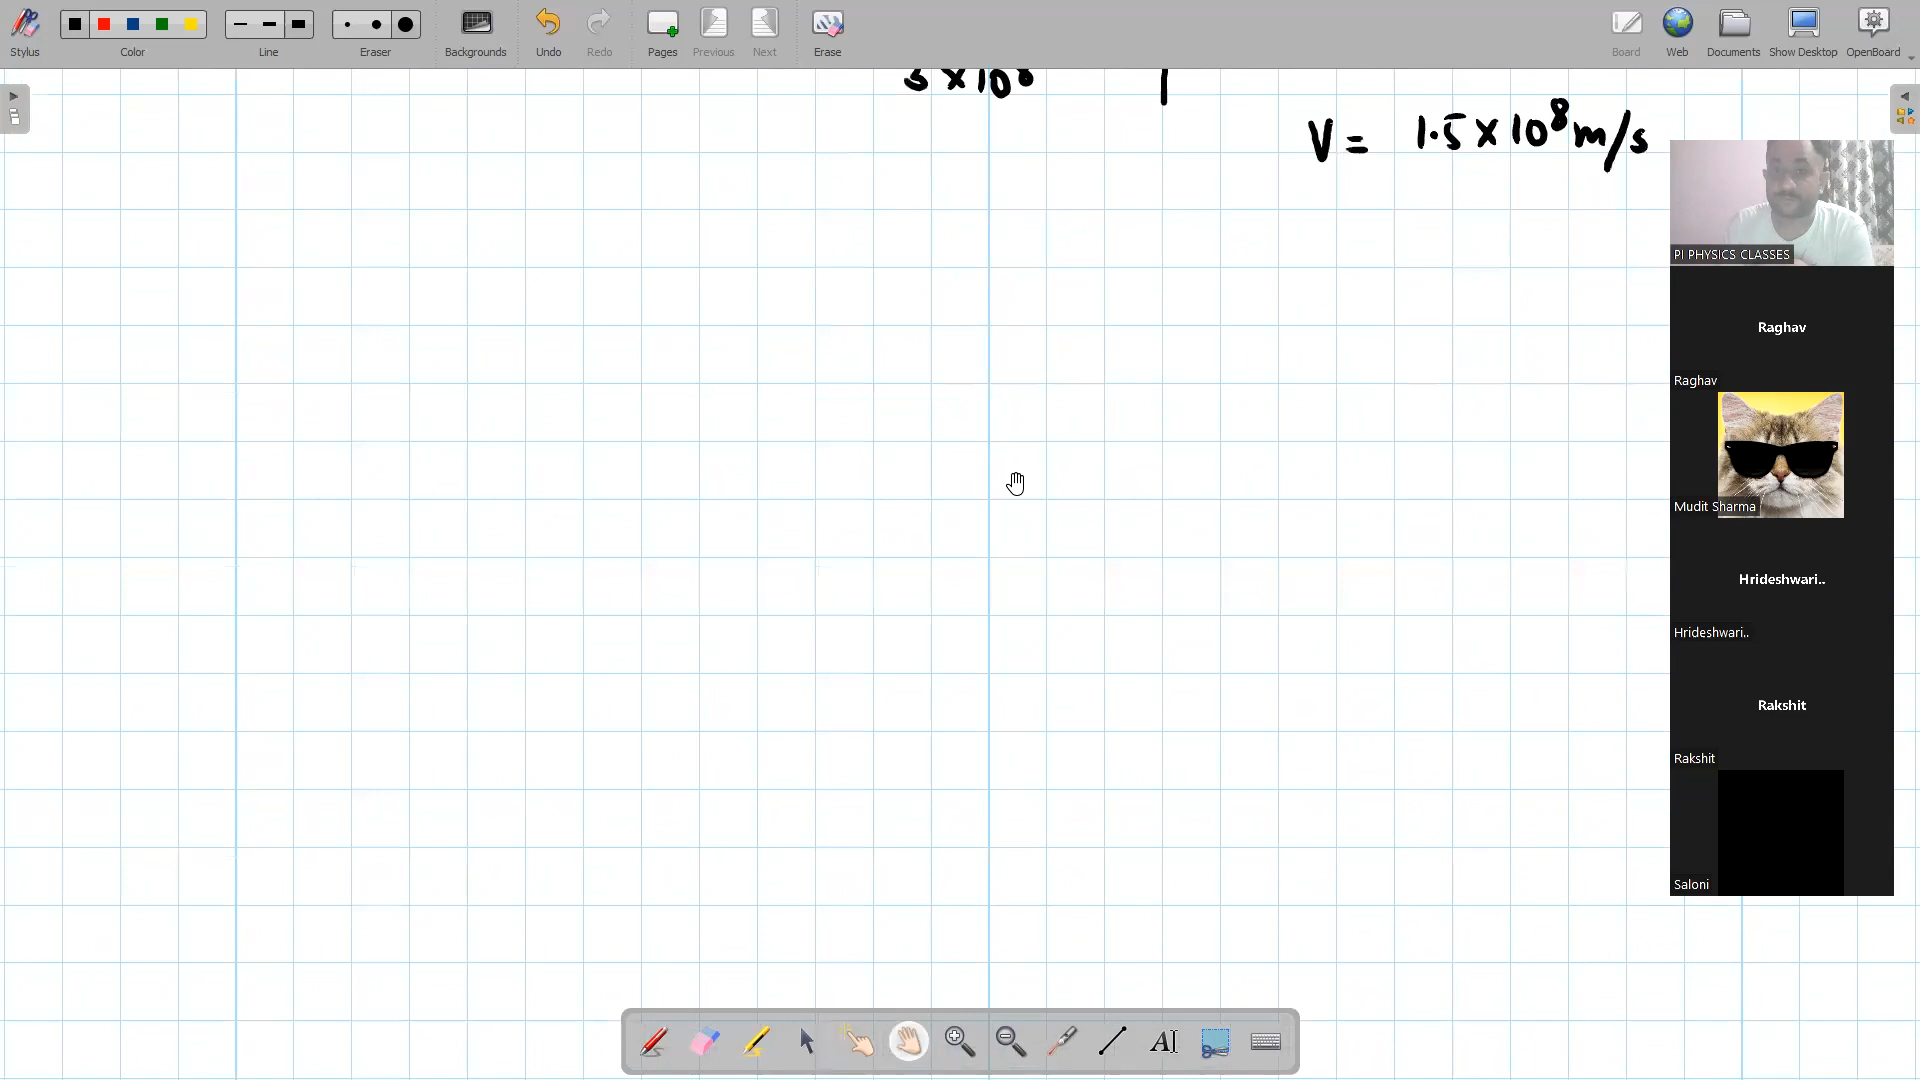 Stylus
Color
Line
Eraser
Backgrounds
Undo
Redo
Pages
Previous
Next
Erase
Board
Web
Documents
Show Desktop
OpenBoard
V = 1.5 × 10⁸ m/s
PI PHYSICS CLASSES
Raghav
Raghav
Mudit Sharma
Hrideshwari..
Hrideshwari..
Rakshit
Rakshit
Saloni
AI